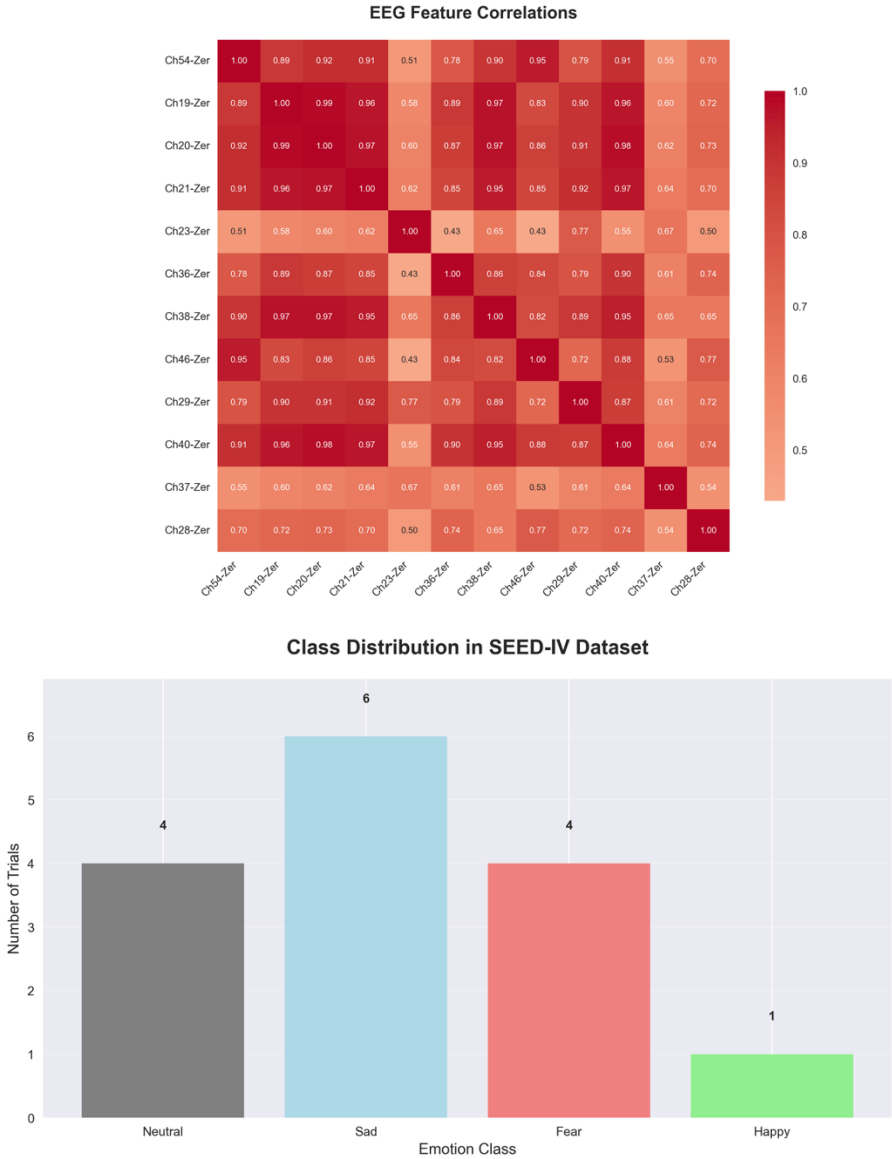 EEG Feature Correlations
Ch54-Zer 1.00 0.89 0.92 0.91 0.51 0.78 0.90 0.95 0.79 0.91 0.55 0.70
Ch19-Zer 0.89 1.00 0.99 0.96 0.58 0.89 0.97 0.83 0.90 0.96 0.60 0.72
Ch20-Zer 0.92 0.99 1.00 0.97 0.60 0.87 0.97 0.86 0.91 0.98 0.62 0.73
Ch21-Zer 0.91 0.96 0.97 1.00 0.62 0.85 0.95 0.85 0.92 0.97 0.64 0.70
Ch23-Zer 0.51 0.58 0.60 0.62 1.00 0.43 0.65 0.43 0.77 0.55 0.67 0.50
Ch36-Zer 0.78 0.89 0.87 0.85 0.43 1.00 0.86 0.84 0.79 0.90 0.61 0.74
Ch38-Zer 0.90 0.97 0.97 0.95 0.65 0.86 1.00 0.82 0.89 0.95 0.65 0.65
Ch46-Zer 0.95 0.83 0.86 0.85 0.43 0.84 0.82 1.00 0.72 0.88 0.53 0.77
Ch29-Zer 0.79 0.90 0.91 0.92 0.77 0.79 0.89 0.72 1.00 0.87 0.61 0.72
Ch40-Zer 0.91 0.96 0.98 0.97 0.55 0.90 0.95 0.88 0.87 1.00 0.64 0.74
Ch37-Zer 0.55 0.60 0.62 0.64 0.67 0.61 0.65 0.53 0.61 0.64 1.00 0.54
Ch28-Zer 0.70 0.72 0.73 0.70 0.50 0.74 0.65 0.77 0.72 0.74 0.54 1.00
Ch54-Zer Ch19-Zer Ch20-Zer Ch21-Zer Ch23-Zer Ch36-Zer Ch38-Zer Ch46-Zer Ch29-Zer Ch40-Zer Ch37-Zer Ch28-Zer
1.0
0.9
0.8
0.7
0.6
0.5
Class Distribution in SEED-IV Dataset
Number of Trials
6
5
4
3
2
1
0
4
6
4
1
Neutral Sad Fear Happy
Emotion Class